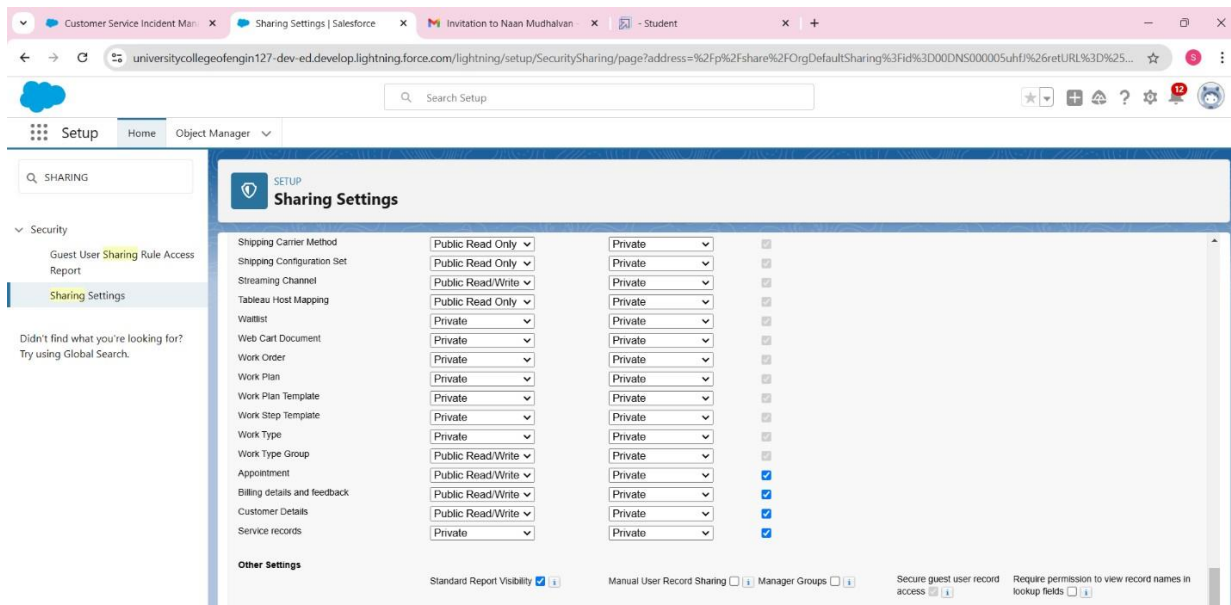 Customer Service Incident Man
Sharing Settings | Salesforce
Invitation to Naan Mudhalvan -
- Student
universitycollegeofengin127-dev-ed.develop.lightning.force.com/lightning/setup/SecuritySharing/page?address=%2Fp%2Fshare%2FOrgDefaultSharing%3Fid%3D00DNS000005uhfJ%26retURL%3D%25...
S
Search Setup
12
Setup Home Object Manager
SHARING
Security
Guest User Sharing Rule Access
Report
Sharing Settings
Didn't find what you're looking for?
Try using Global Search.
SETUP
Sharing Settings
Shipping Carrier Method Public Read Only Private
Shipping Configuration Set Public Read Only Private
Streaming Channel Public Read/Write Private
Tableau Host Mapping Public Read Only Private
Waitlist Private Private
Web Cart Document Private Private
Work Order Private Private
Work Plan Private Private
Work Plan Template Private Private
Work Step Template Private Private
Work Type Private Private
Work Type Group Public Read/Write Private
Appointment Public Read/Write Private
Billing details and feedback Public Read/Write Private
Customer Details Public Read/Write Private
Service records Private Private
Other Settings
Standard Report Visibility i Manual User Record Sharing i Manager Groups i
Secure guest user record
access i
Require permission to view record names in
lookup fields i